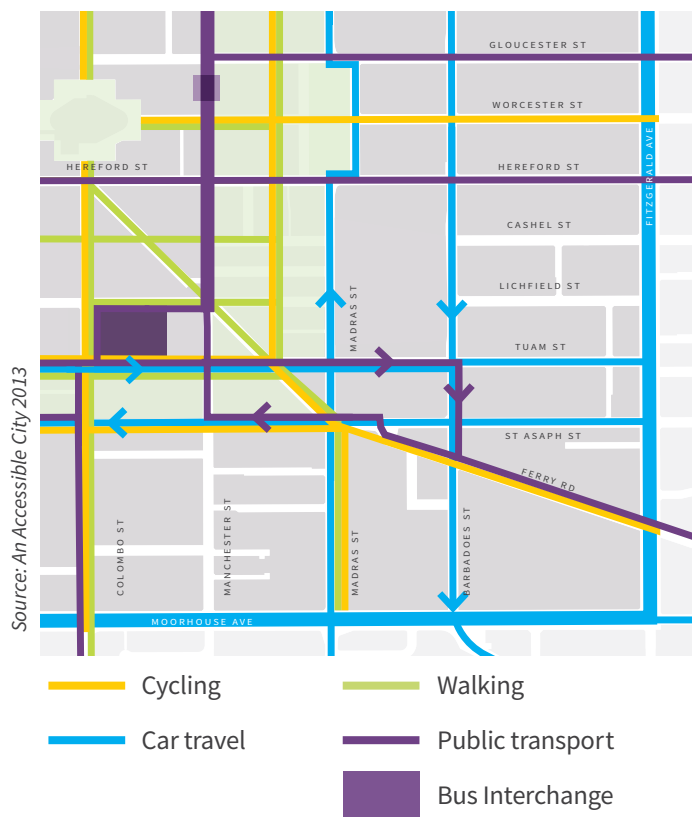 GLOUCESTER ST
WORCESTER ST
FITZGERALD AVE
HEREFORD ST
HEREFORD ST
CASHEL ST
LICHFIELD ST
MADRAS ST
TUAM ST
ST ASAPH ST
FERRY RD
COLOMBO ST
MANCHESTER ST
MADRAS ST
BARBADOES ST
MOORHOUSE AVE
Source: An Accessible City 2013
Cycling
Walking
Car travel
Public transport
Bus Interchange